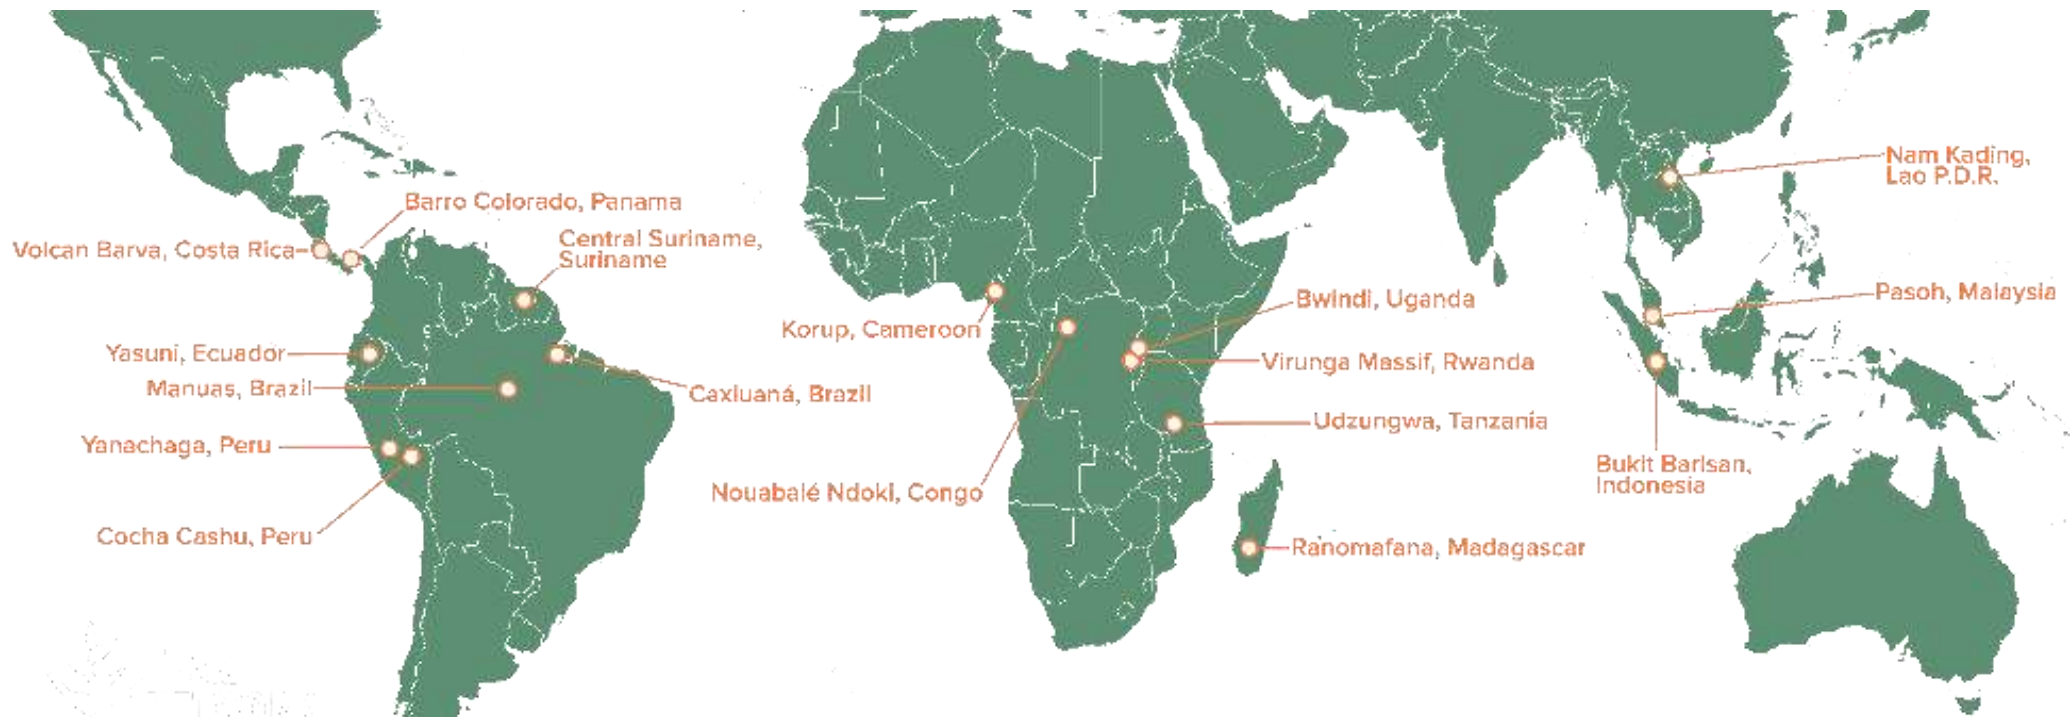 Barro Colorado, Panama
Volcan Barva, Costa Rica
Central Suriname,
Suriname
Yasuni, Ecuador
Manuas, Brazil
Caxiuaná, Brazil
Yanachaga, Peru
Cocha Cashu, Peru
Korup, Cameroon
Nouabalé Ndoki, Congo
Bwindi, Uganda
Virunga Massif, Rwanda
Udzungwa, Tanzania
Ranomafana, Madagascar
Nam Kading,
Lao P.D.R.
Pasoh, Malaysia
Bukit Barisan,
Indonesia